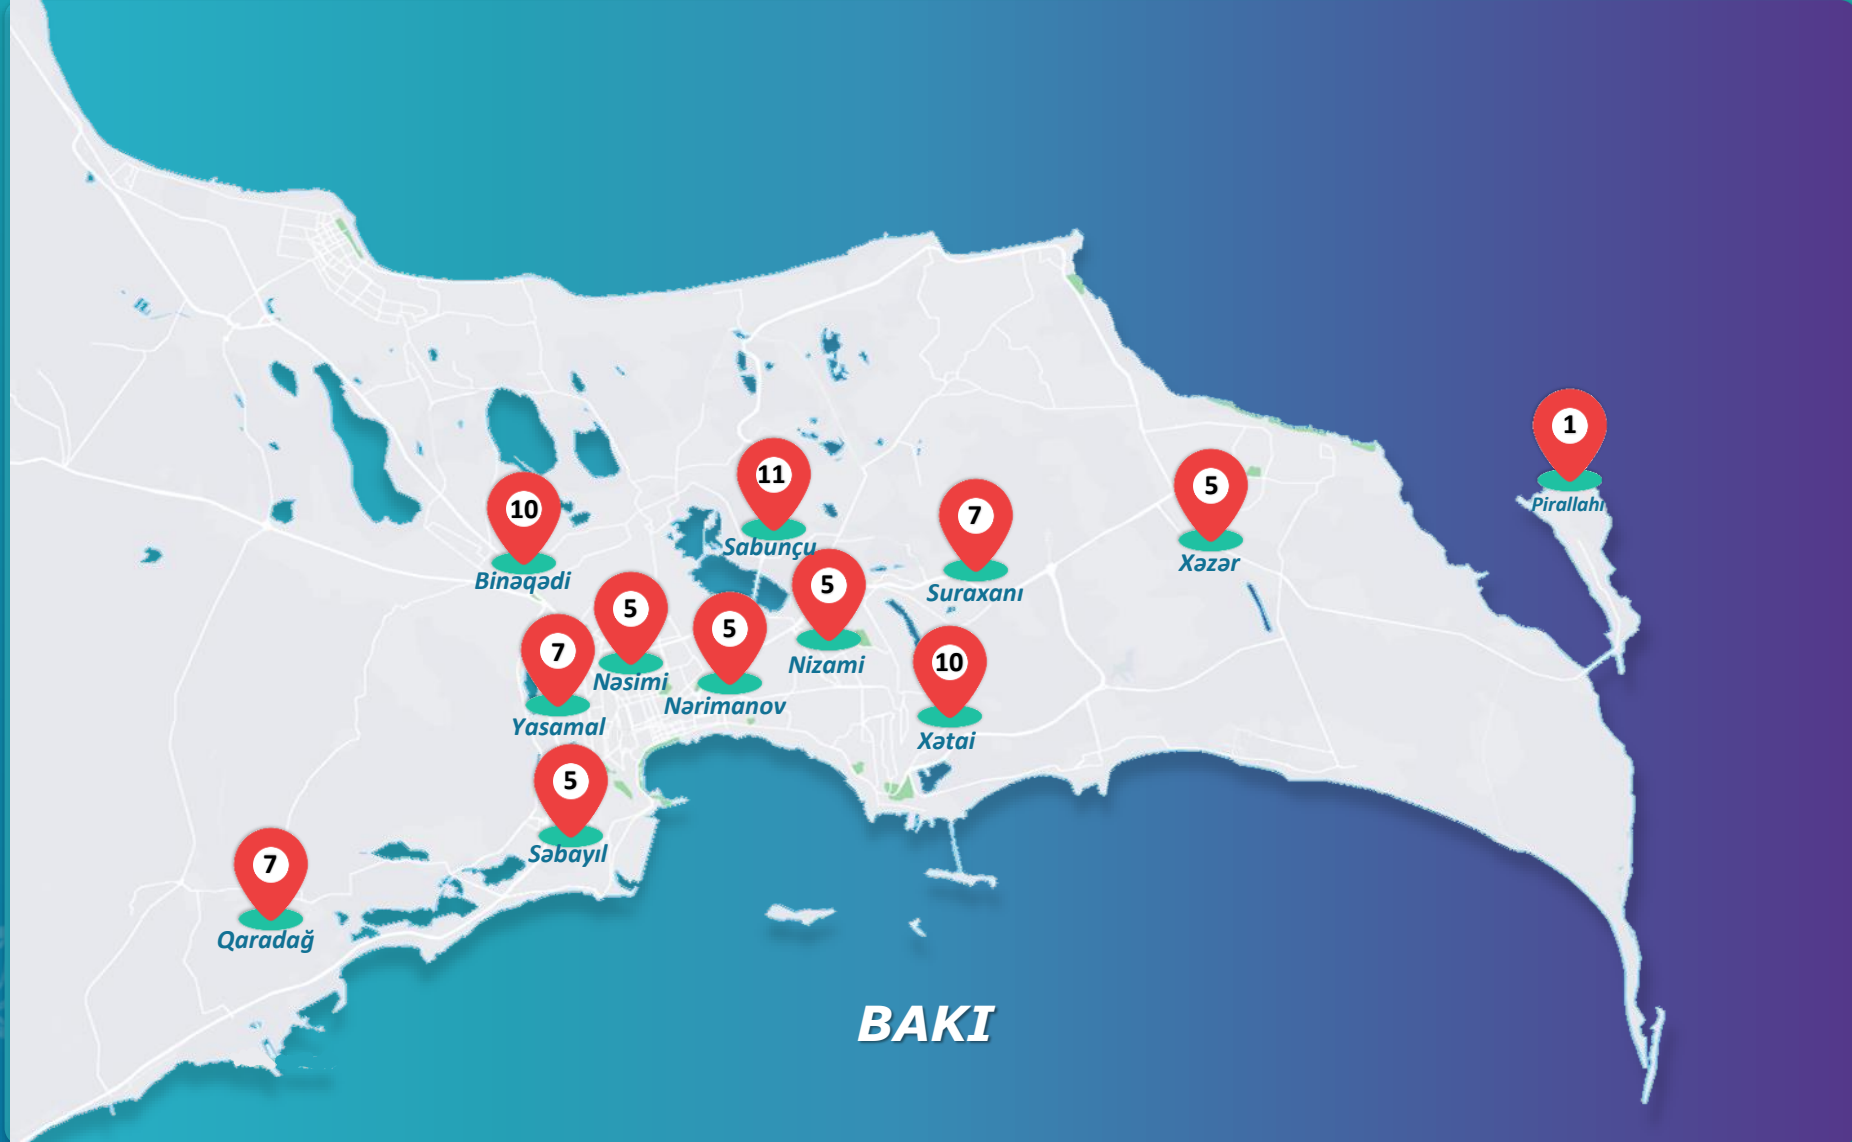 1
Pirallahı
11
Sabunçu
5
Xəzər
10
Binəqədi
7
Suraxanı
5
Nizami
5
Nəsimi
5
Nərimanov
7
Yasamal
10
Xətai
5
Səbayıl
7
Qaradağ
BAKI